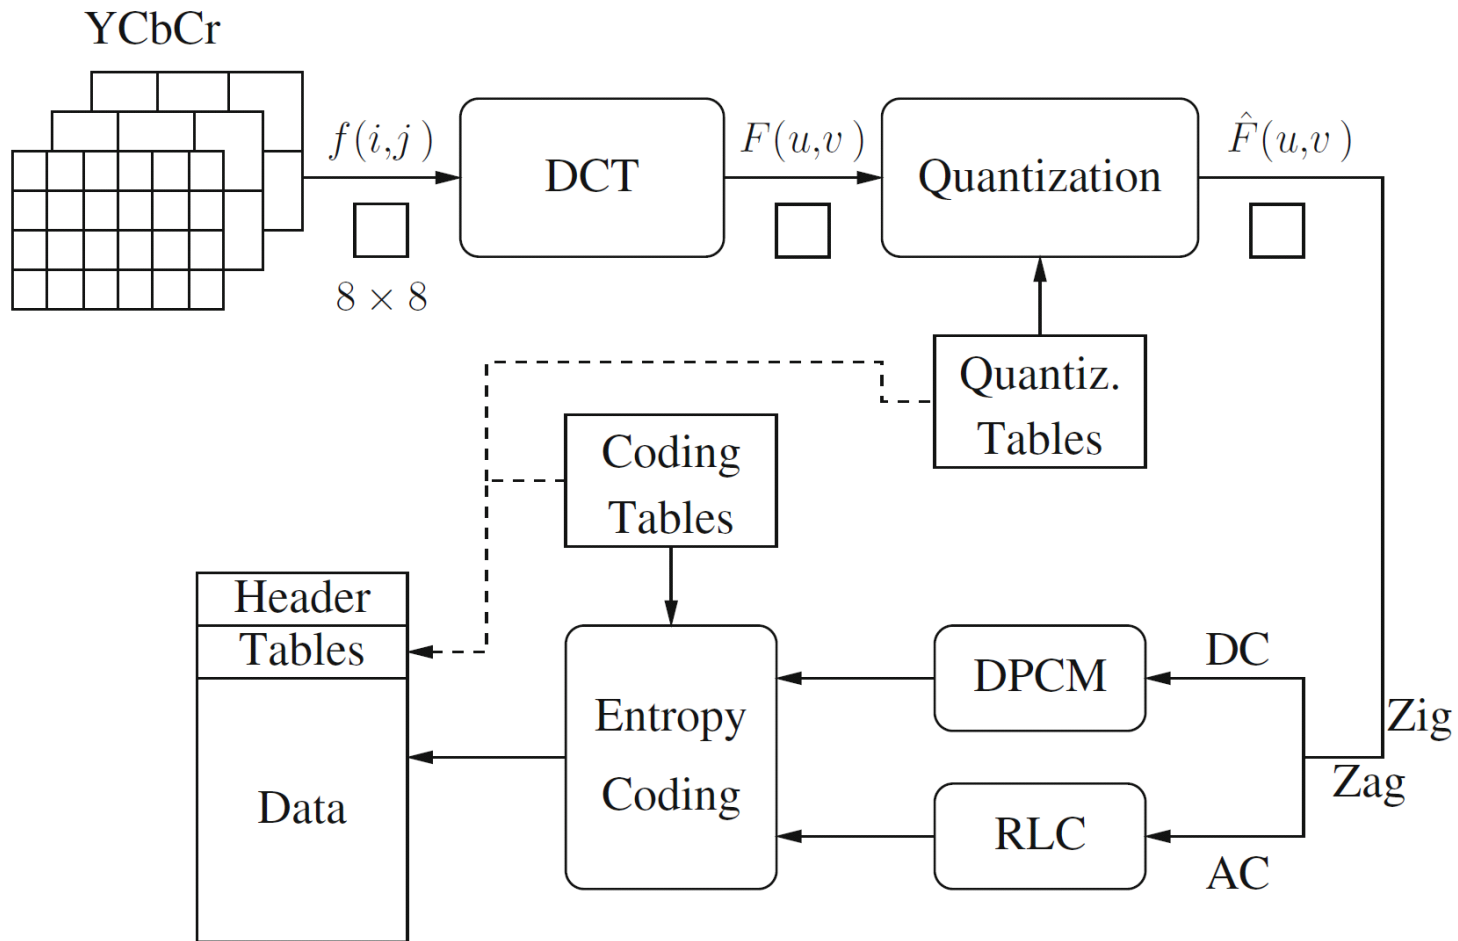 YCbCr
f(i,j)
8 × 8
DCT
F(u,v)
Quantization
F̂(u,v)
Quantiz.
Tables
Coding
Tables
Header
Tables
Data
Entropy
Coding
DPCM
RLC
DC
AC
Zig
Zag